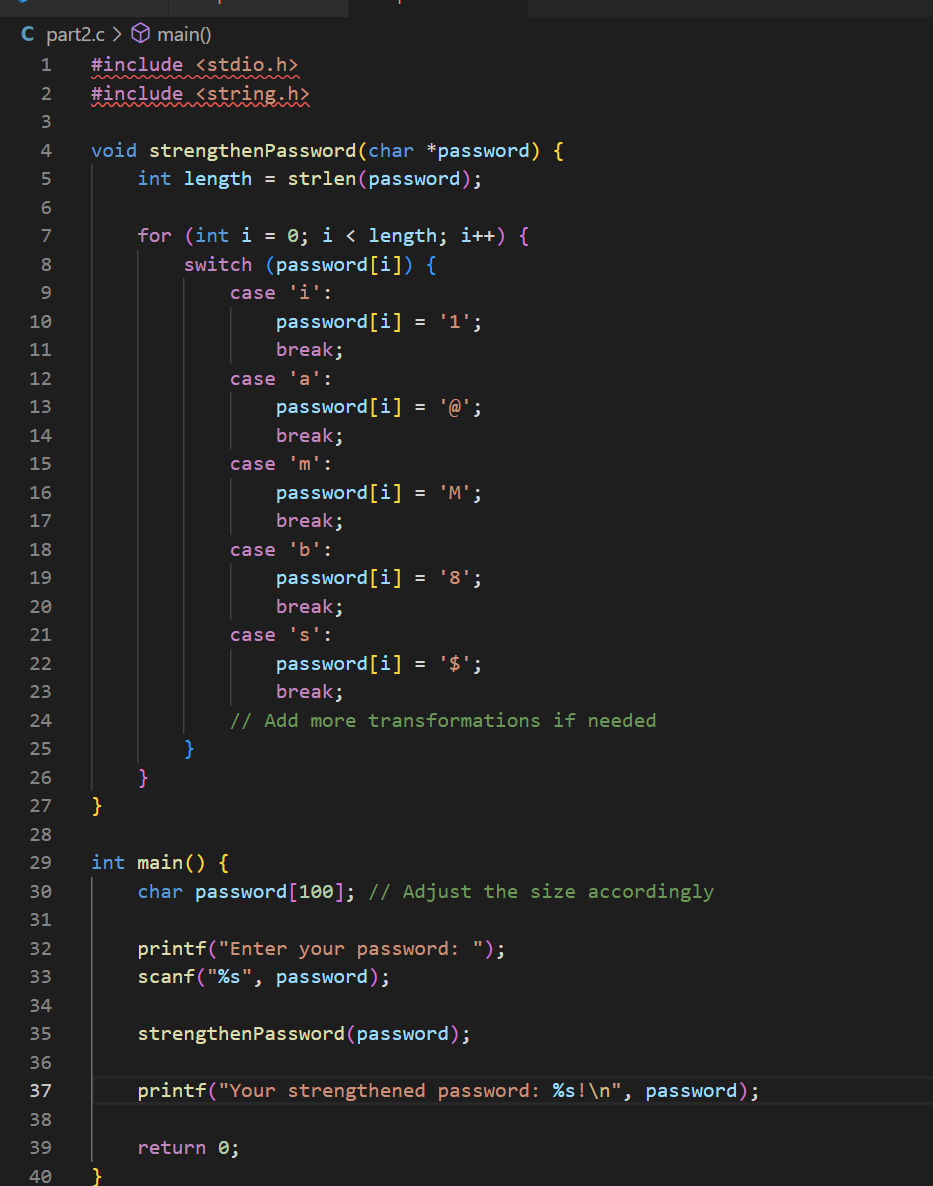 C part2.c > main()
1 #include <stdio.h>
2 #include <string.h>
3
4 void strengthenPassword(char *password) {
5     int length = strlen(password);
6
7     for (int i = 0; i < length; i++) {
8         switch (password[i]) {
9             case 'i':
10                 password[i] = '1';
11                 break;
12             case 'a':
13                 password[i] = '@';
14                 break;
15             case 'm':
16                 password[i] = 'M';
17                 break;
18             case 'b':
19                 password[i] = '8';
20                 break;
21             case 's':
22                 password[i] = '$';
23                 break;
24             // Add more transformations if needed
25         }
26     }
27 }
28
29 int main() {
30     char password[100]; // Adjust the size accordingly
31
32     printf("Enter your password: ");
33     scanf("%s", password);
34
35     strengthenPassword(password);
36
37     printf("Your strengthened password: %s!\n", password);
38
39     return 0;
40 }